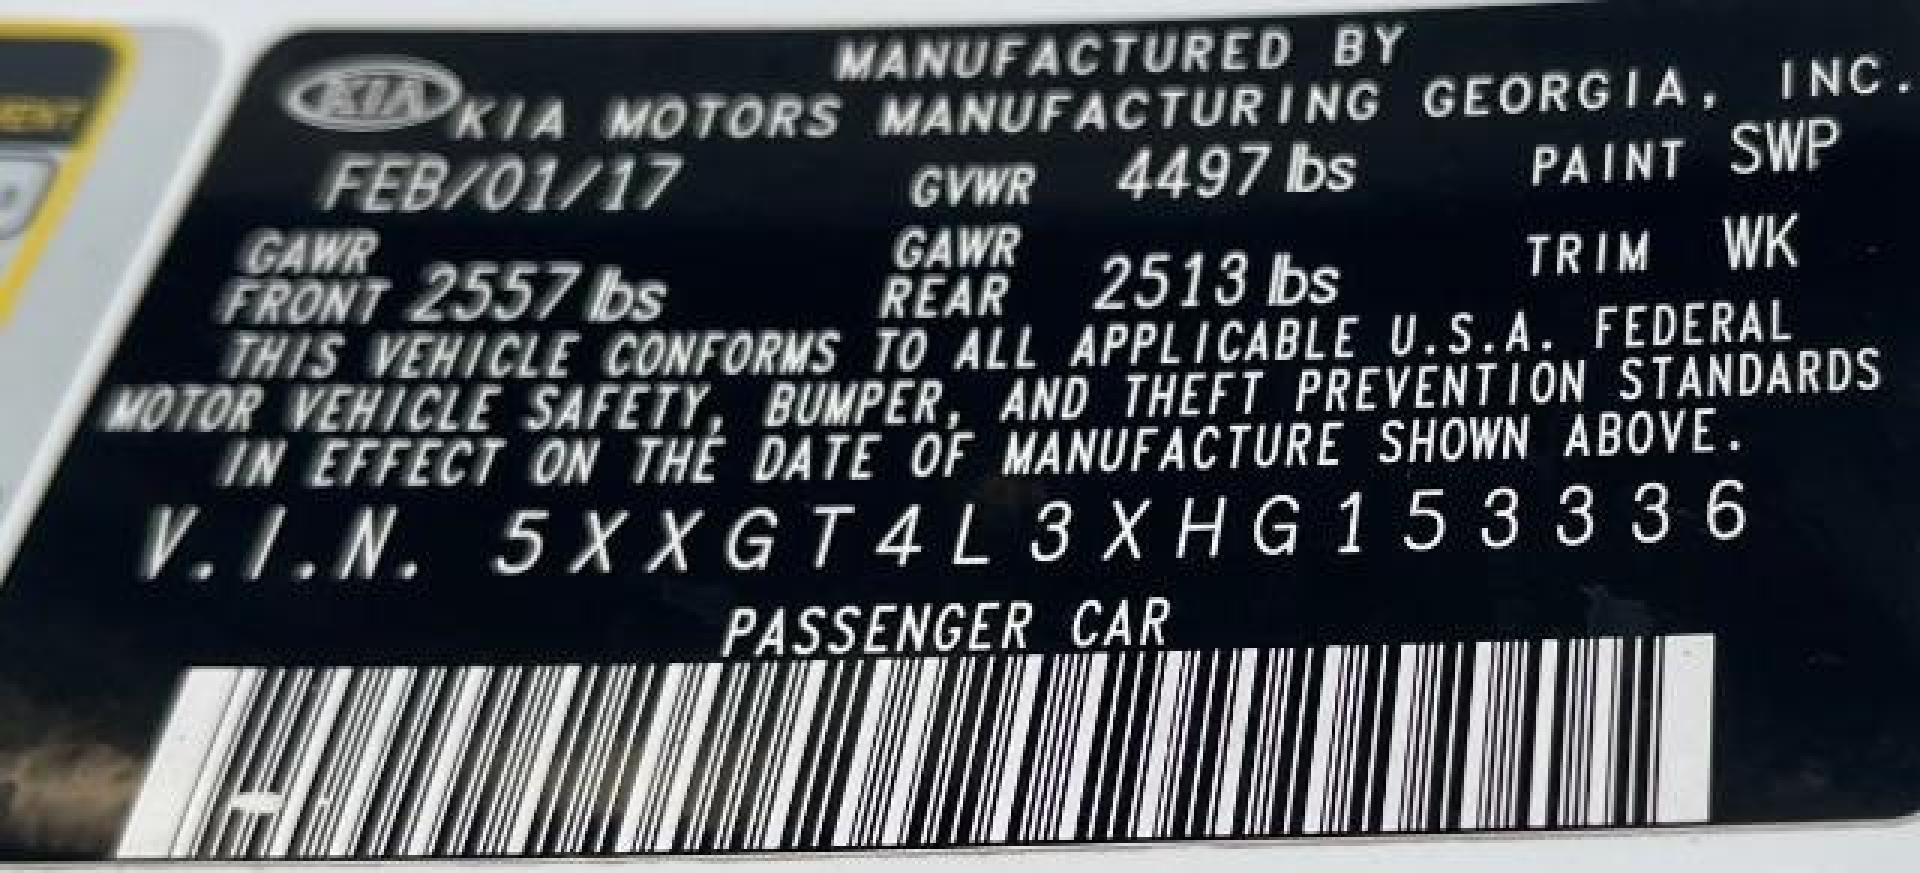 MANUFACTURED BY
KIA KIA MOTORS MANUFACTURING GEORGIA, INC.
FEB/01/17 GVWR 4497 lbs PAINT SWP
GAWR FRONT 2557 lbs GAWR REAR 2513 lbs TRIM WK
THIS VEHICLE CONFORMS TO ALL APPLICABLE U.S.A. FEDERAL
MOTOR VEHICLE SAFETY, BUMPER, AND THEFT PREVENTION STANDARDS
IN EFFECT ON THE DATE OF MANUFACTURE SHOWN ABOVE.
V.I.N. 5XXGT4L3XHG153336
PASSENGER CAR